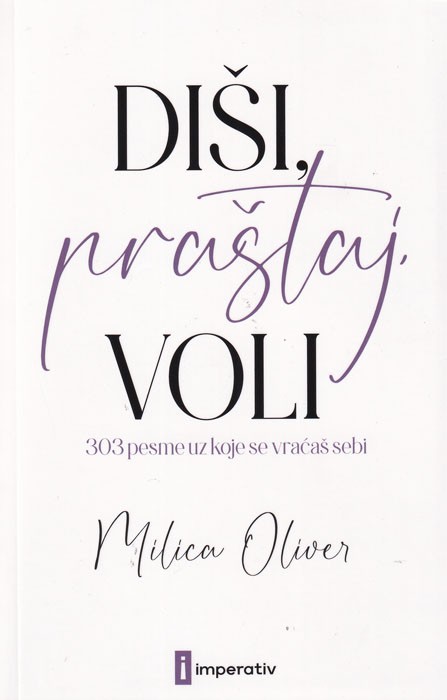 DIŠI,
praštaj,
VOLI
303 pesme uz koje se vraćaš sebi
Milica Oliver
i imperativ